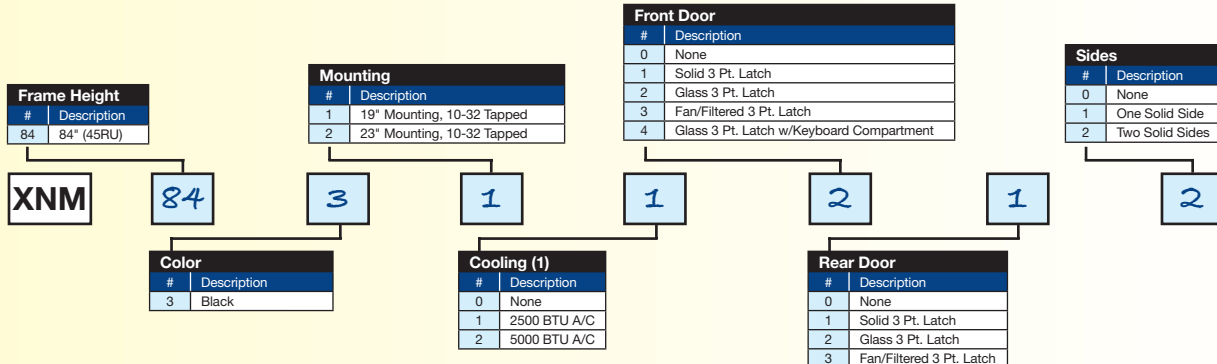 Frame Height
# Description
84 84" (45RU)
Mounting
# Description
1 19" Mounting, 10-32 Tapped
2 23" Mounting, 10-32 Tapped
Front Door
# Description
0 None
1 Solid 3 Pt. Latch
2 Glass 3 Pt. Latch
3 Fan/Filtered 3 Pt. Latch
4 Glass 3 Pt. Latch w/Keyboard Compartment
Sides
# Description
0 None
1 One Solid Side
2 Two Solid Sides
XNM 84 3 1 1 2 1 2
Color
# Description
3 Black
Cooling (1)
# Description
0 None
1 2500 BTU A/C
2 5000 BTU A/C
Rear Door
# Description
0 None
1 Solid 3 Pt. Latch
2 Glass 3 Pt. Latch
3 Fan/Filtered 3 Pt. Latch